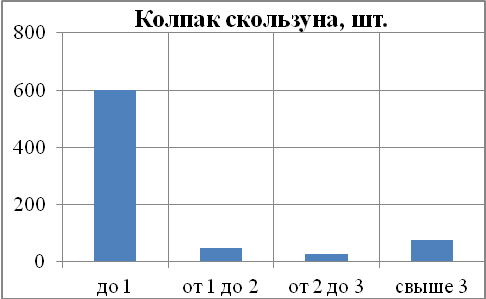 Колпак скользуна, шт.
800
600
400
200
0
до 1
от 1 до 2
от 2 до 3
свыше 3